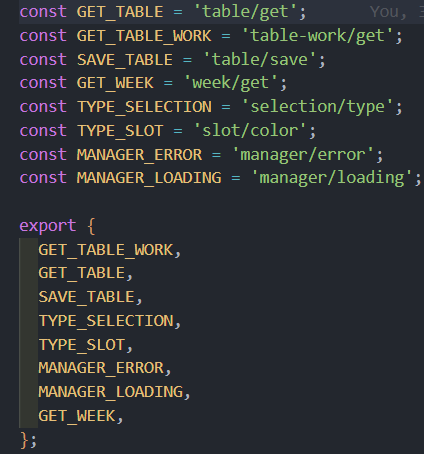 const GET_TABLE = 'table/get'; You,
const GET_TABLE_WORK = 'table-work/get';
const SAVE_TABLE = 'table/save';
const GET_WEEK = 'week/get';
const TYPE_SELECTION = 'selection/type';
const TYPE_SLOT = 'slot/color';
const MANAGER_ERROR = 'manager/error';
const MANAGER_LOADING = 'manager/loading';
export {
GET_TABLE_WORK,
GET_TABLE,
SAVE_TABLE,
TYPE_SELECTION,
TYPE_SLOT,
MANAGER_ERROR,
MANAGER_LOADING,
GET_WEEK,
};